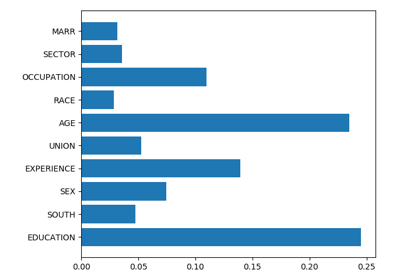 MARR
SECTOR
OCCUPATION
RACE
AGE
UNION
EXPERIENCE
SEX
SOUTH
EDUCATION
0.00 0.05 0.10 0.15 0.20 0.25